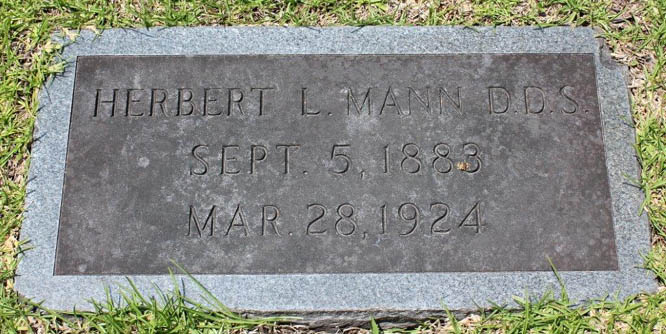 HERBERT L. MANN D.D.S.
SEPT. 5, 1883
MAR. 28, 1924